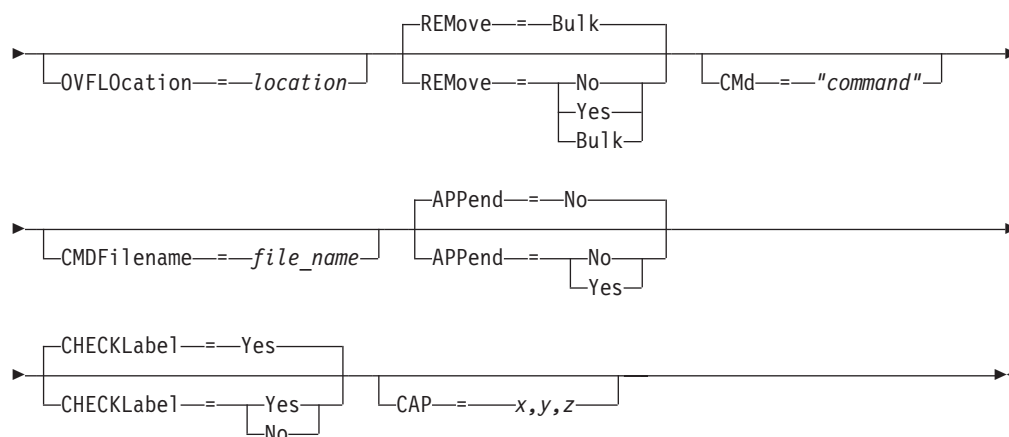 REMove = Bulk
OVFLOcation = location REMove = No CMd = "command"
Yes
Bulk
APPend = No
CMDFilename = file_name APPend = No
Yes
CHECKLabel = Yes
CHECKLabel = Yes CAP = x,y,z
No